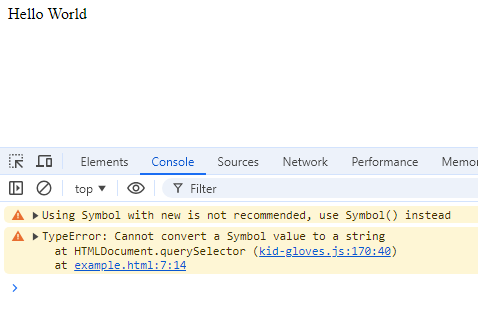 Hello World
Elements Console Sources Network Performance Memor
top ▼ Filter
Using Symbol with new is not recommended, use Symbol() instead
TypeError: Cannot convert a Symbol value to a string
at HTMLDocument.querySelector (kid-gloves.js:170:40)
at example.html:7:14